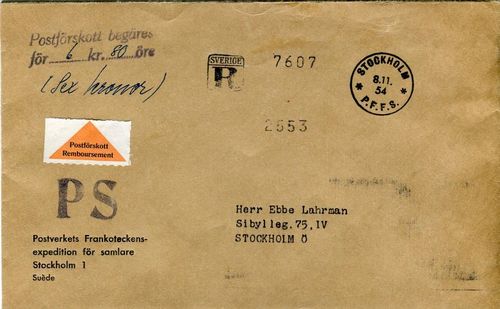 Postförskott begäres
för 6 kr. 80 öre
(Sex kronor)
SVERIGE
R
7607
STOCKHOLM
8.11.
54
* P.F.F.S. *
2553
Postförskott
Remboursement
PS
Postverkets Frankoteckens-
expedition för samlare
Stockholm 1
Suède
Herr Ebbe Lahrman
Sibylleg.75,IV
STOCKHOLM Ö